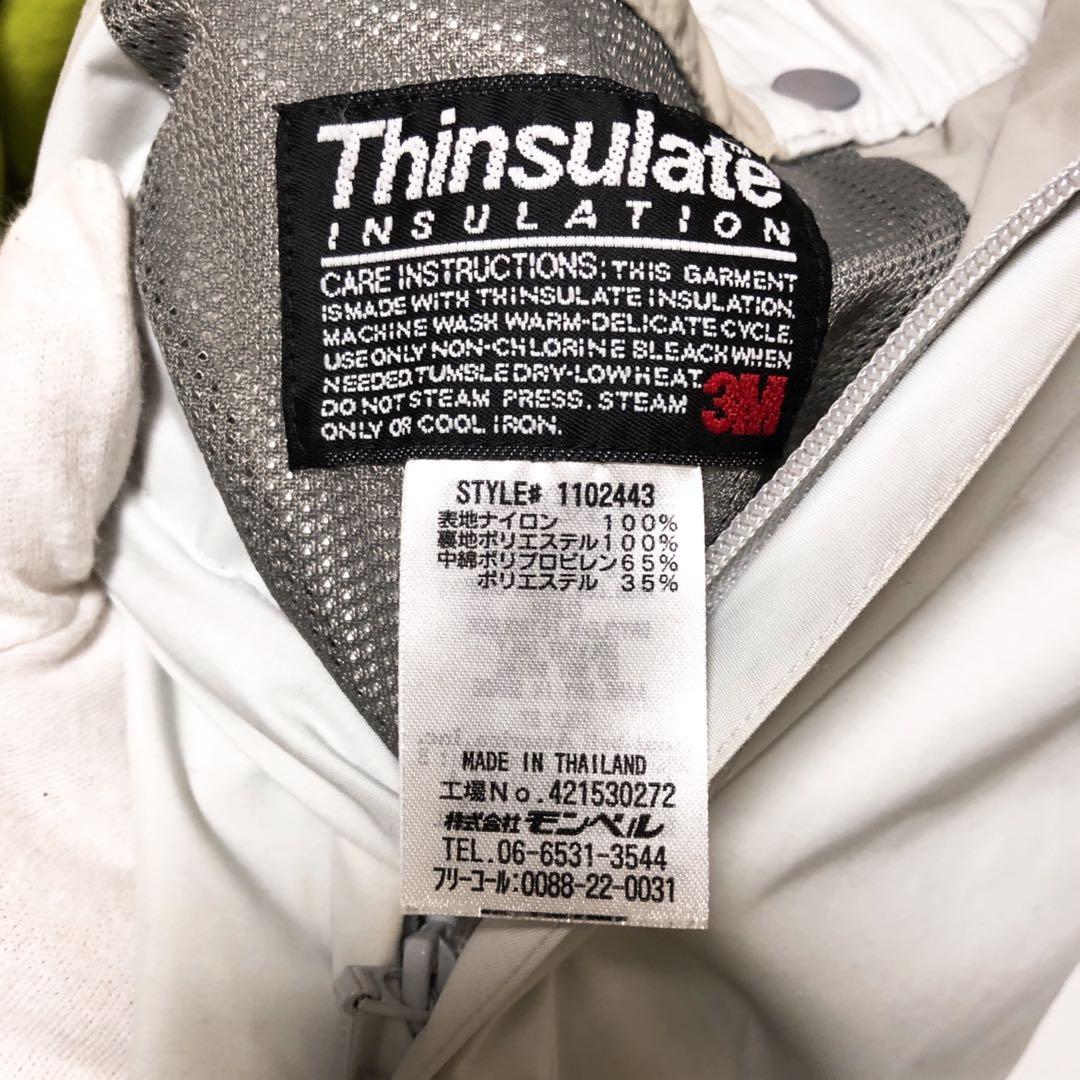 Thinsulate™
INSULATION
CARE INSTRUCTIONS: THIS GARMENT
IS MADE WITH THINSULATE INSULATION.
MACHINE WASH WARM-DELICATE CYCLE.
USE ONLY NON-CHLORINE BLEACH WHEN
NEEDED. TUMBLE DRY-LOW HEAT.
DO NOT STEAM PRESS. STEAM
ONLY OR COOL IRON.
3M
STYLE# 1102443
表地ナイロン 100%
裏地ポリエステル100%
中綿ポリプロピレン65%
ポリエステル 35%
MADE IN THAILAND
工場No.421530272
株式会社モンベル
TEL.06-6531-3544
フリーコール:0088-22-0031